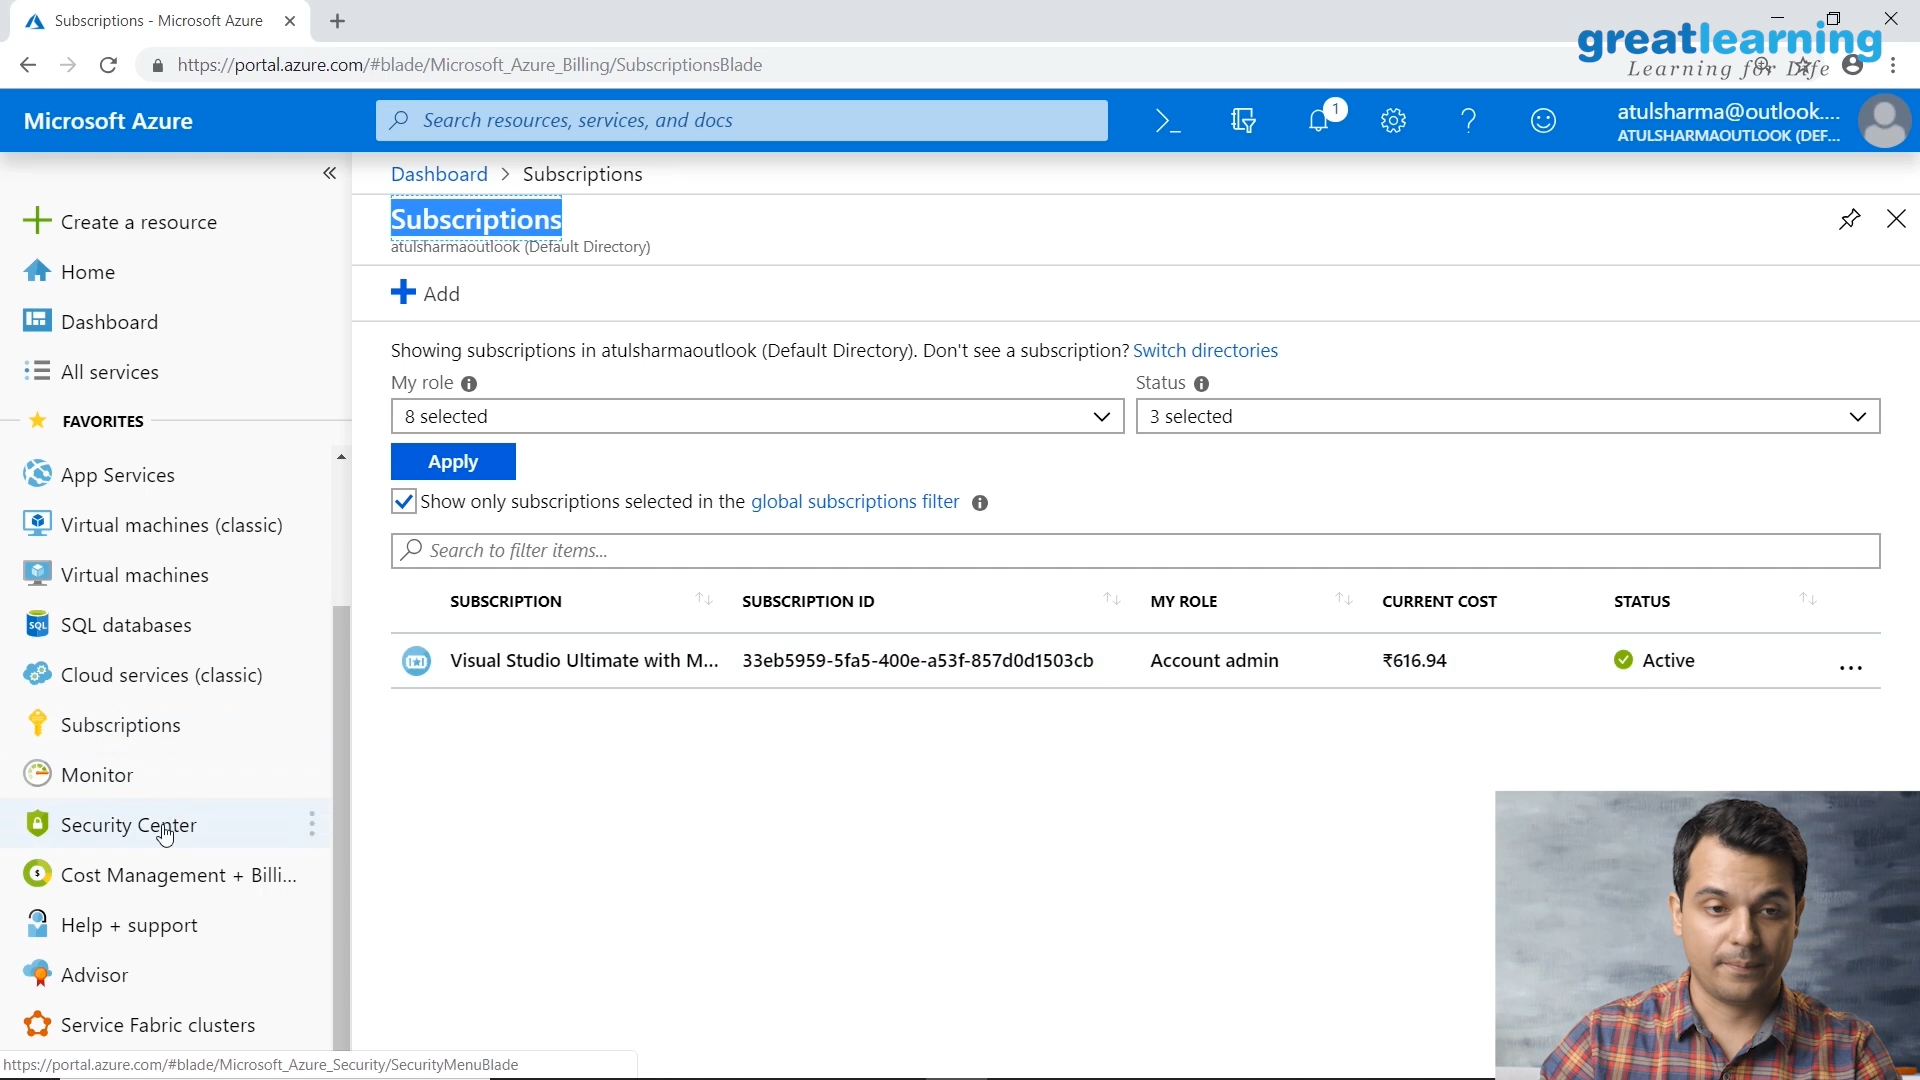 Subscriptions - Microsoft Azure
greatlearning
Learning for Life
https://portal.azure.com/#blade/Microsoft_Azure_Billing/SubscriptionsBlade
Microsoft Azure
Search resources, services, and docs
1
atulsharma@outlook....
ATULSHARMAOUTLOOK (DEF...
Dashboard > Subscriptions
Subscriptions
atulsharmaoutlook (Default Directory)
Add
Create a resource
Home
Dashboard
All services
FAVORITES
App Services
Virtual machines (classic)
Virtual machines
SQL databases
Cloud services (classic)
Subscriptions
Monitor
Security Center
Cost Management + Billi...
Help + support
Advisor
Service Fabric clusters
Showing subscriptions in atulsharmaoutlook (Default Directory). Don't see a subscription? Switch directories
My role
Status
8 selected
3 selected
Apply
Show only subscriptions selected in the global subscriptions filter
Search to filter items...
SUBSCRIPTION SUBSCRIPTION ID MY ROLE CURRENT COST STATUS
Visual Studio Ultimate with M... 33eb5959-5fa5-400e-a53f-857d0d1503cb Account admin ₹616.94 Active ...
https://portal.azure.com/#blade/Microsoft_Azure_Security/SecurityMenuBlade